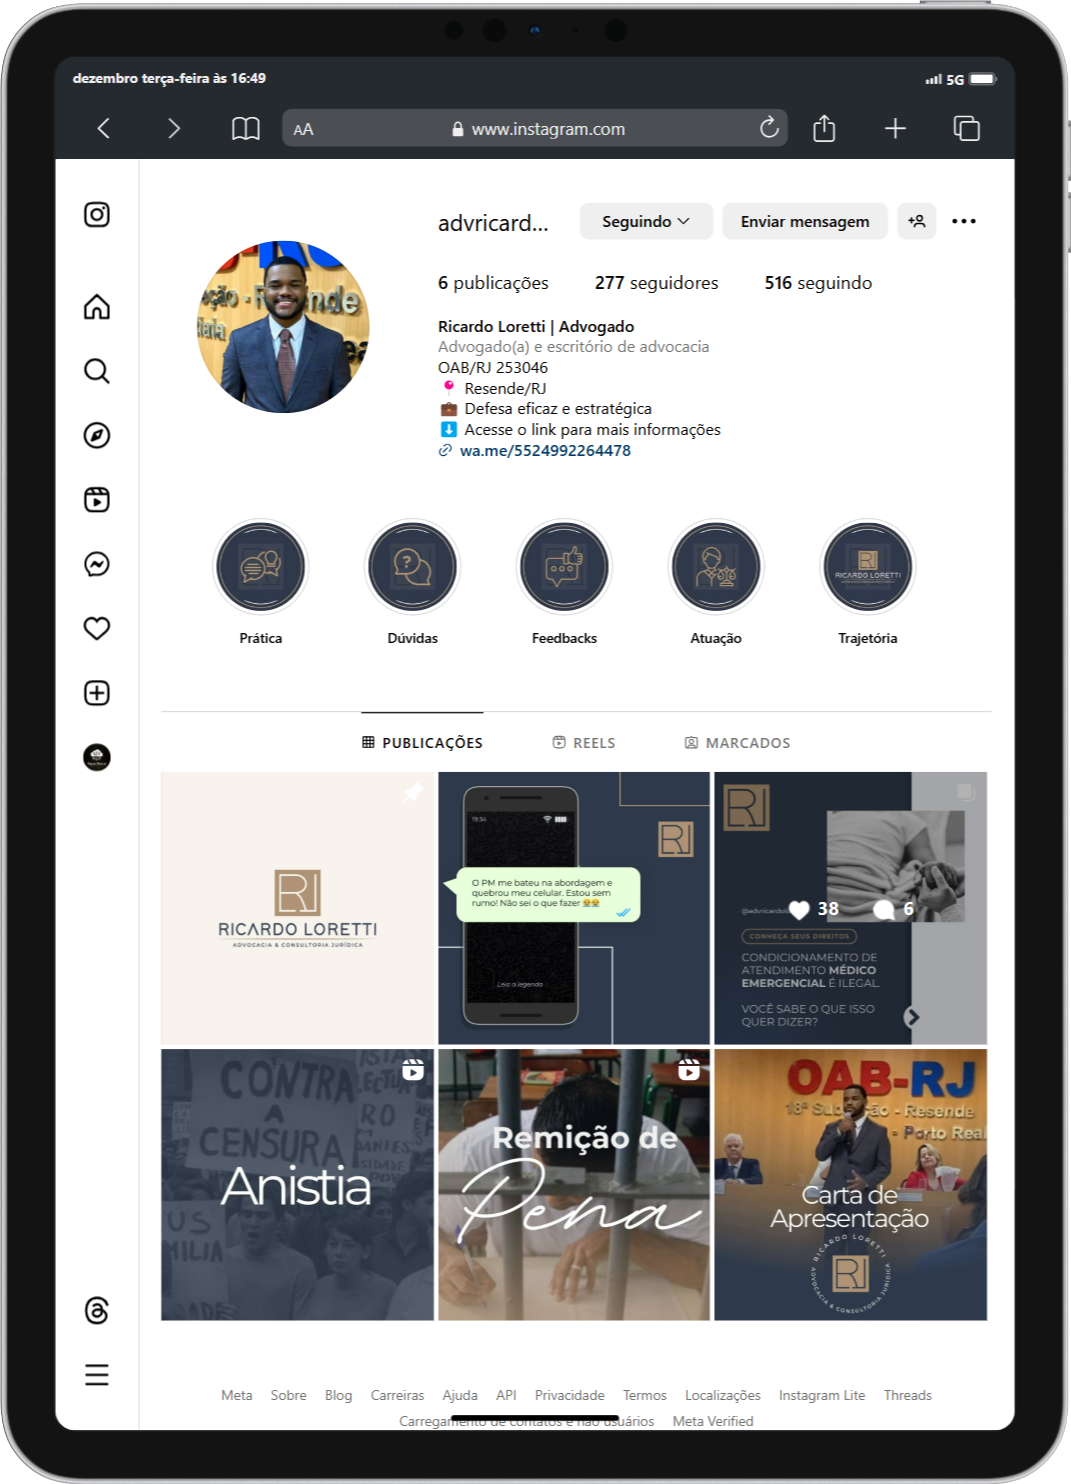 dezembro terça-feira às 16:49
5G
AA
www.instagram.com
advricard...
Seguindo
Enviar mensagem
6 publicações
277 seguidores
516 seguindo
Ricardo Loretti | Advogado
Advogado(a) e escritório de advocacia
OAB/RJ 253046
Resende/RJ
Defesa eficaz e estratégica
Acesse o link para mais informações
wa.me/5524992264478
RICARDO LORETTI
Prática
Dúvidas
Feedbacks
Atuação
Trajetória
PUBLICAÇÕES
REELS
MARCADOS
RICARDO LORETTI
ADVOCACIA & CONSULTORIA JURÍDICA
19:34
O PM me bateu na abordagem e
quebrou meu celular. Estou sem
rumo! Não sei o que fazer
Leia a legenda
38
6
CONHEÇA SEUS DIREITOS
CONDICIONAMENTO DE
ATENDIMENTO MÉDICO
EMERGENCIAL É ILEGAL.
VOCÊ SABE O QUE ISSO
QUER DIZER?
CONTRA
A
CENSURA
Anistia
Remição de
Pena
OAB-RJ
- Resende
- Porto Real
Carta de
Apresentação
RICARDO LORETTI
ADVOCACIA & CONSULTORIA JURÍDICA
Meta
Sobre
Blog
Carreiras
Ajuda
API
Privacidade
Termos
Localizações
Instagram Lite
Threads
Carregamento de contatos e não usuários
Meta Verified